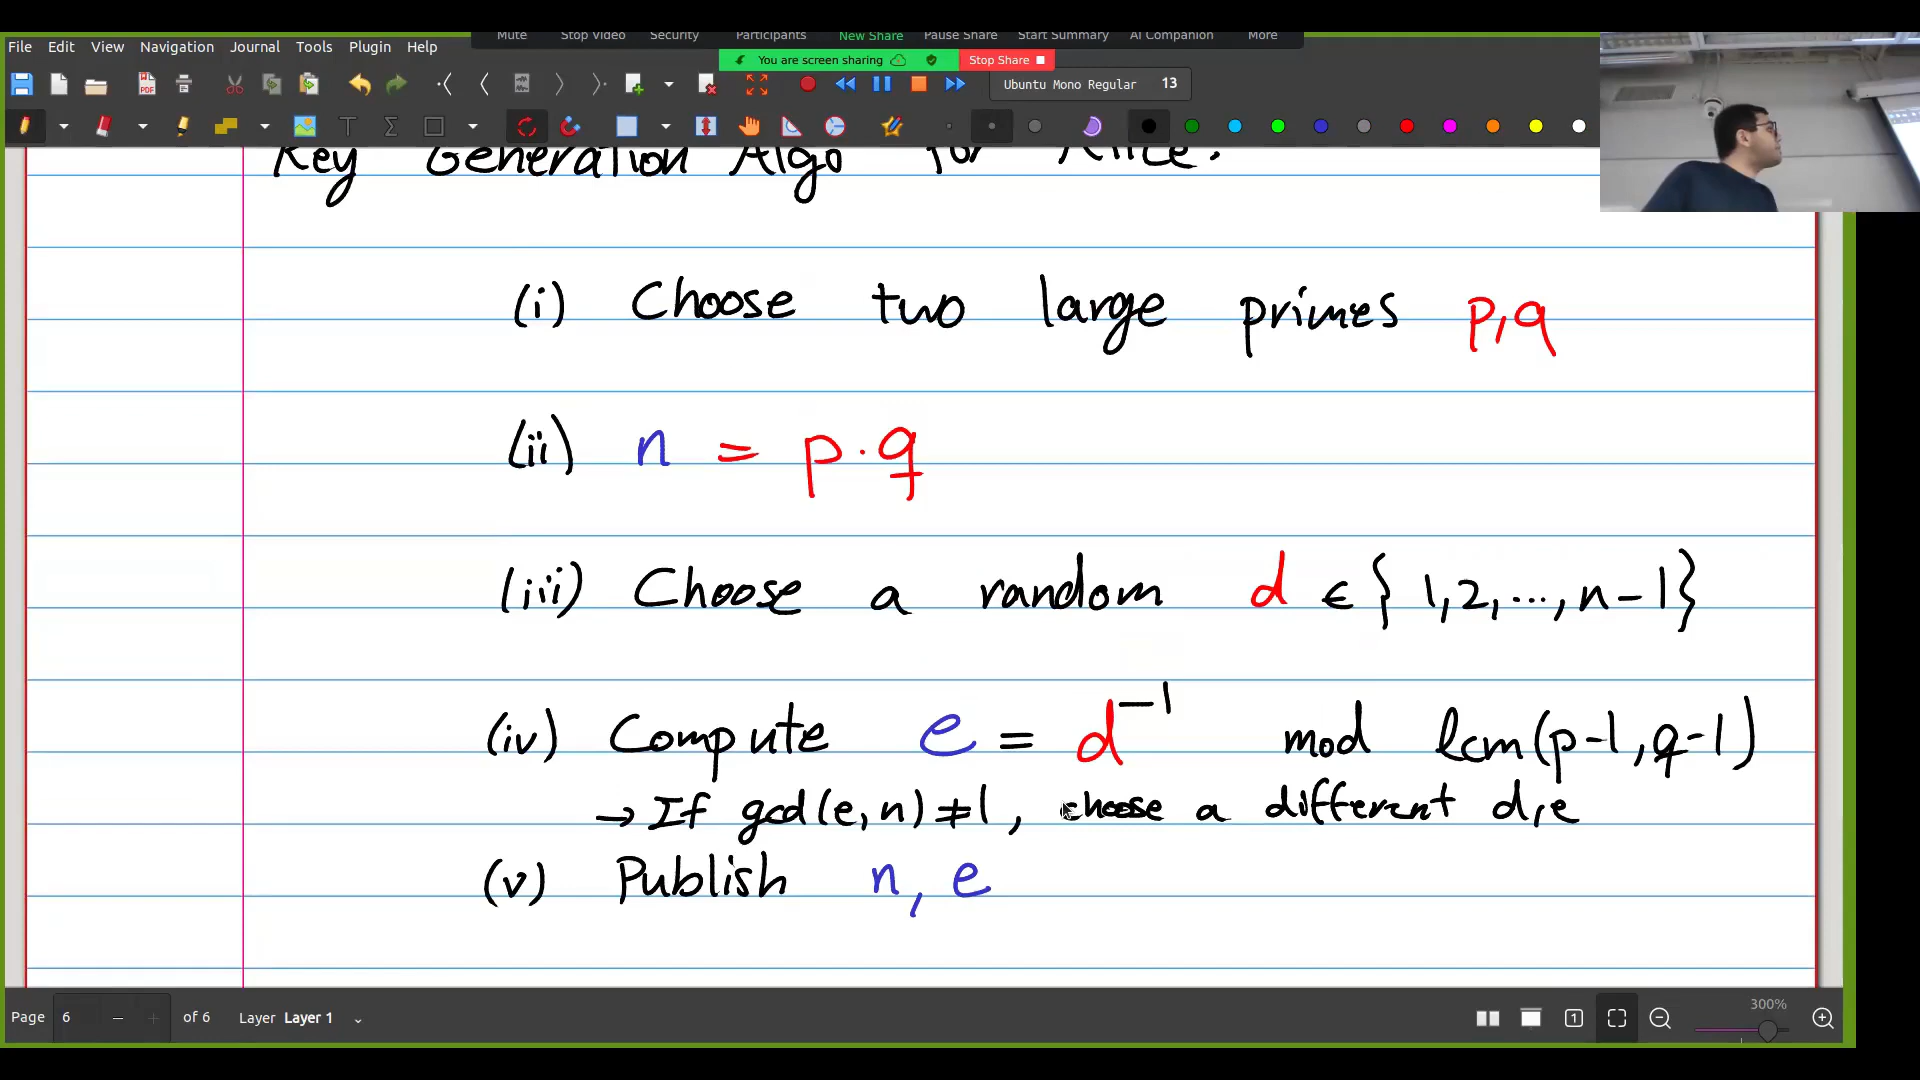 Mute Stop Video Security Participants New Share Pause Share Start Summary AI Companion More
File Edit View Navigation Journal Tools Plugin Help
You are screen sharing Stop Share
Ubuntu Mono Regular 13
Key Generation Algo for Alice.
(i) Choose two large primes p,q
(ii) n = p·q
(iii) Choose a random d ∈ { 1,2,...,n-1}
(iv) Compute e = d⁻¹ mod lcm(p-1,q-1)
→ If gcd(e,n)≠1, choose a different d,e
(v) Publish n, e
Page 6 of 6 Layer Layer 1 300%